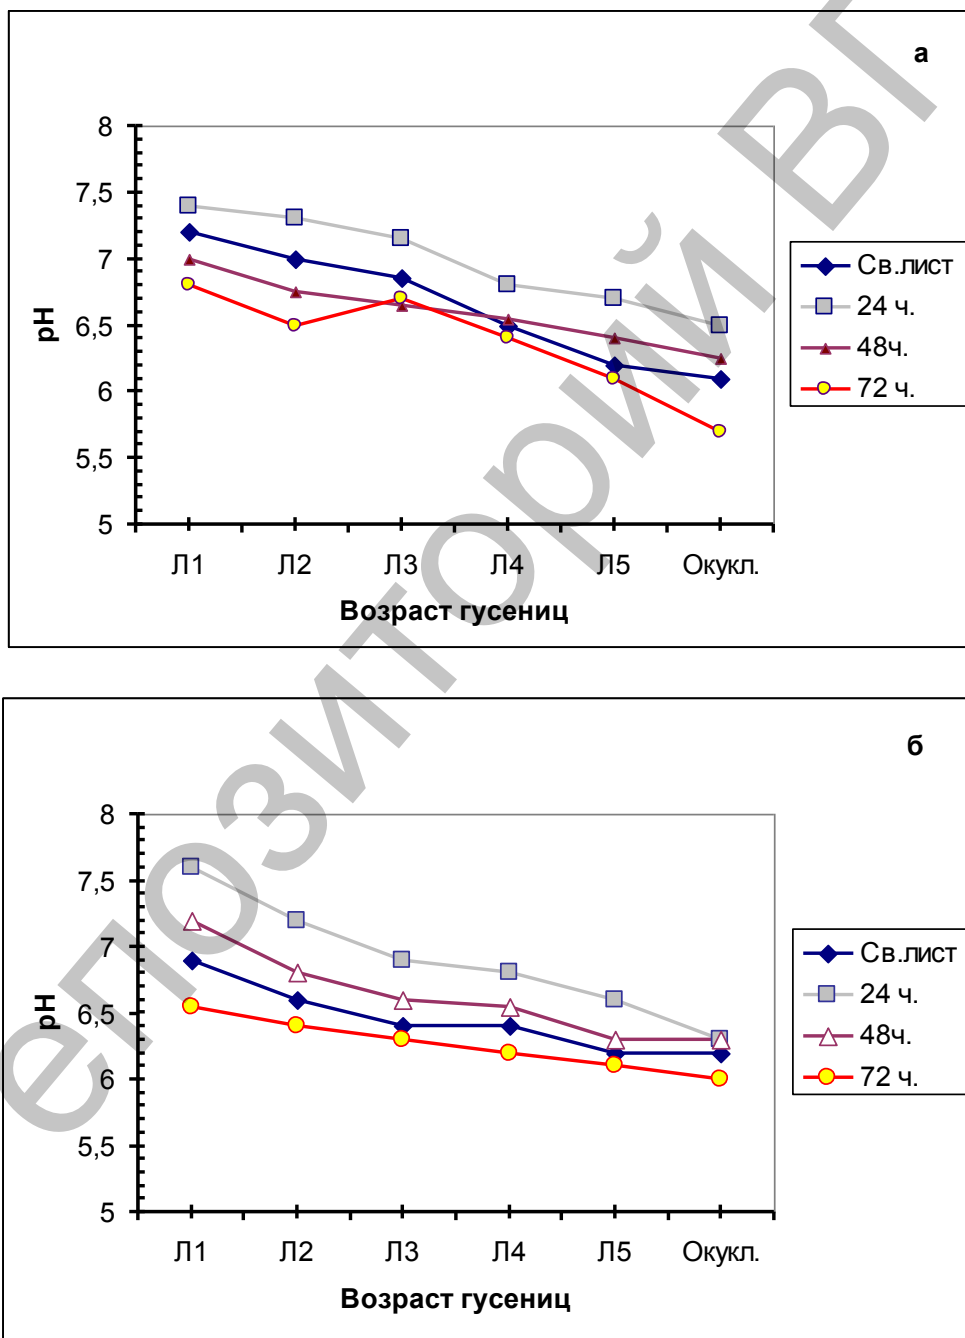 а
8
7,5
7
6,5
6
5,5
5
рН
Л1 Л2 Л3 Л4 Л5 Окукл.
Возраст гусениц
Св.лист
24 ч.
48ч.
72 ч.
б
8
7,5
7
6,5
6
5,5
5
рН
Л1 Л2 Л3 Л4 Л5 Окукл.
Возраст гусениц
Св.лист
24 ч.
48ч.
72 ч.
епозиторий ВГ